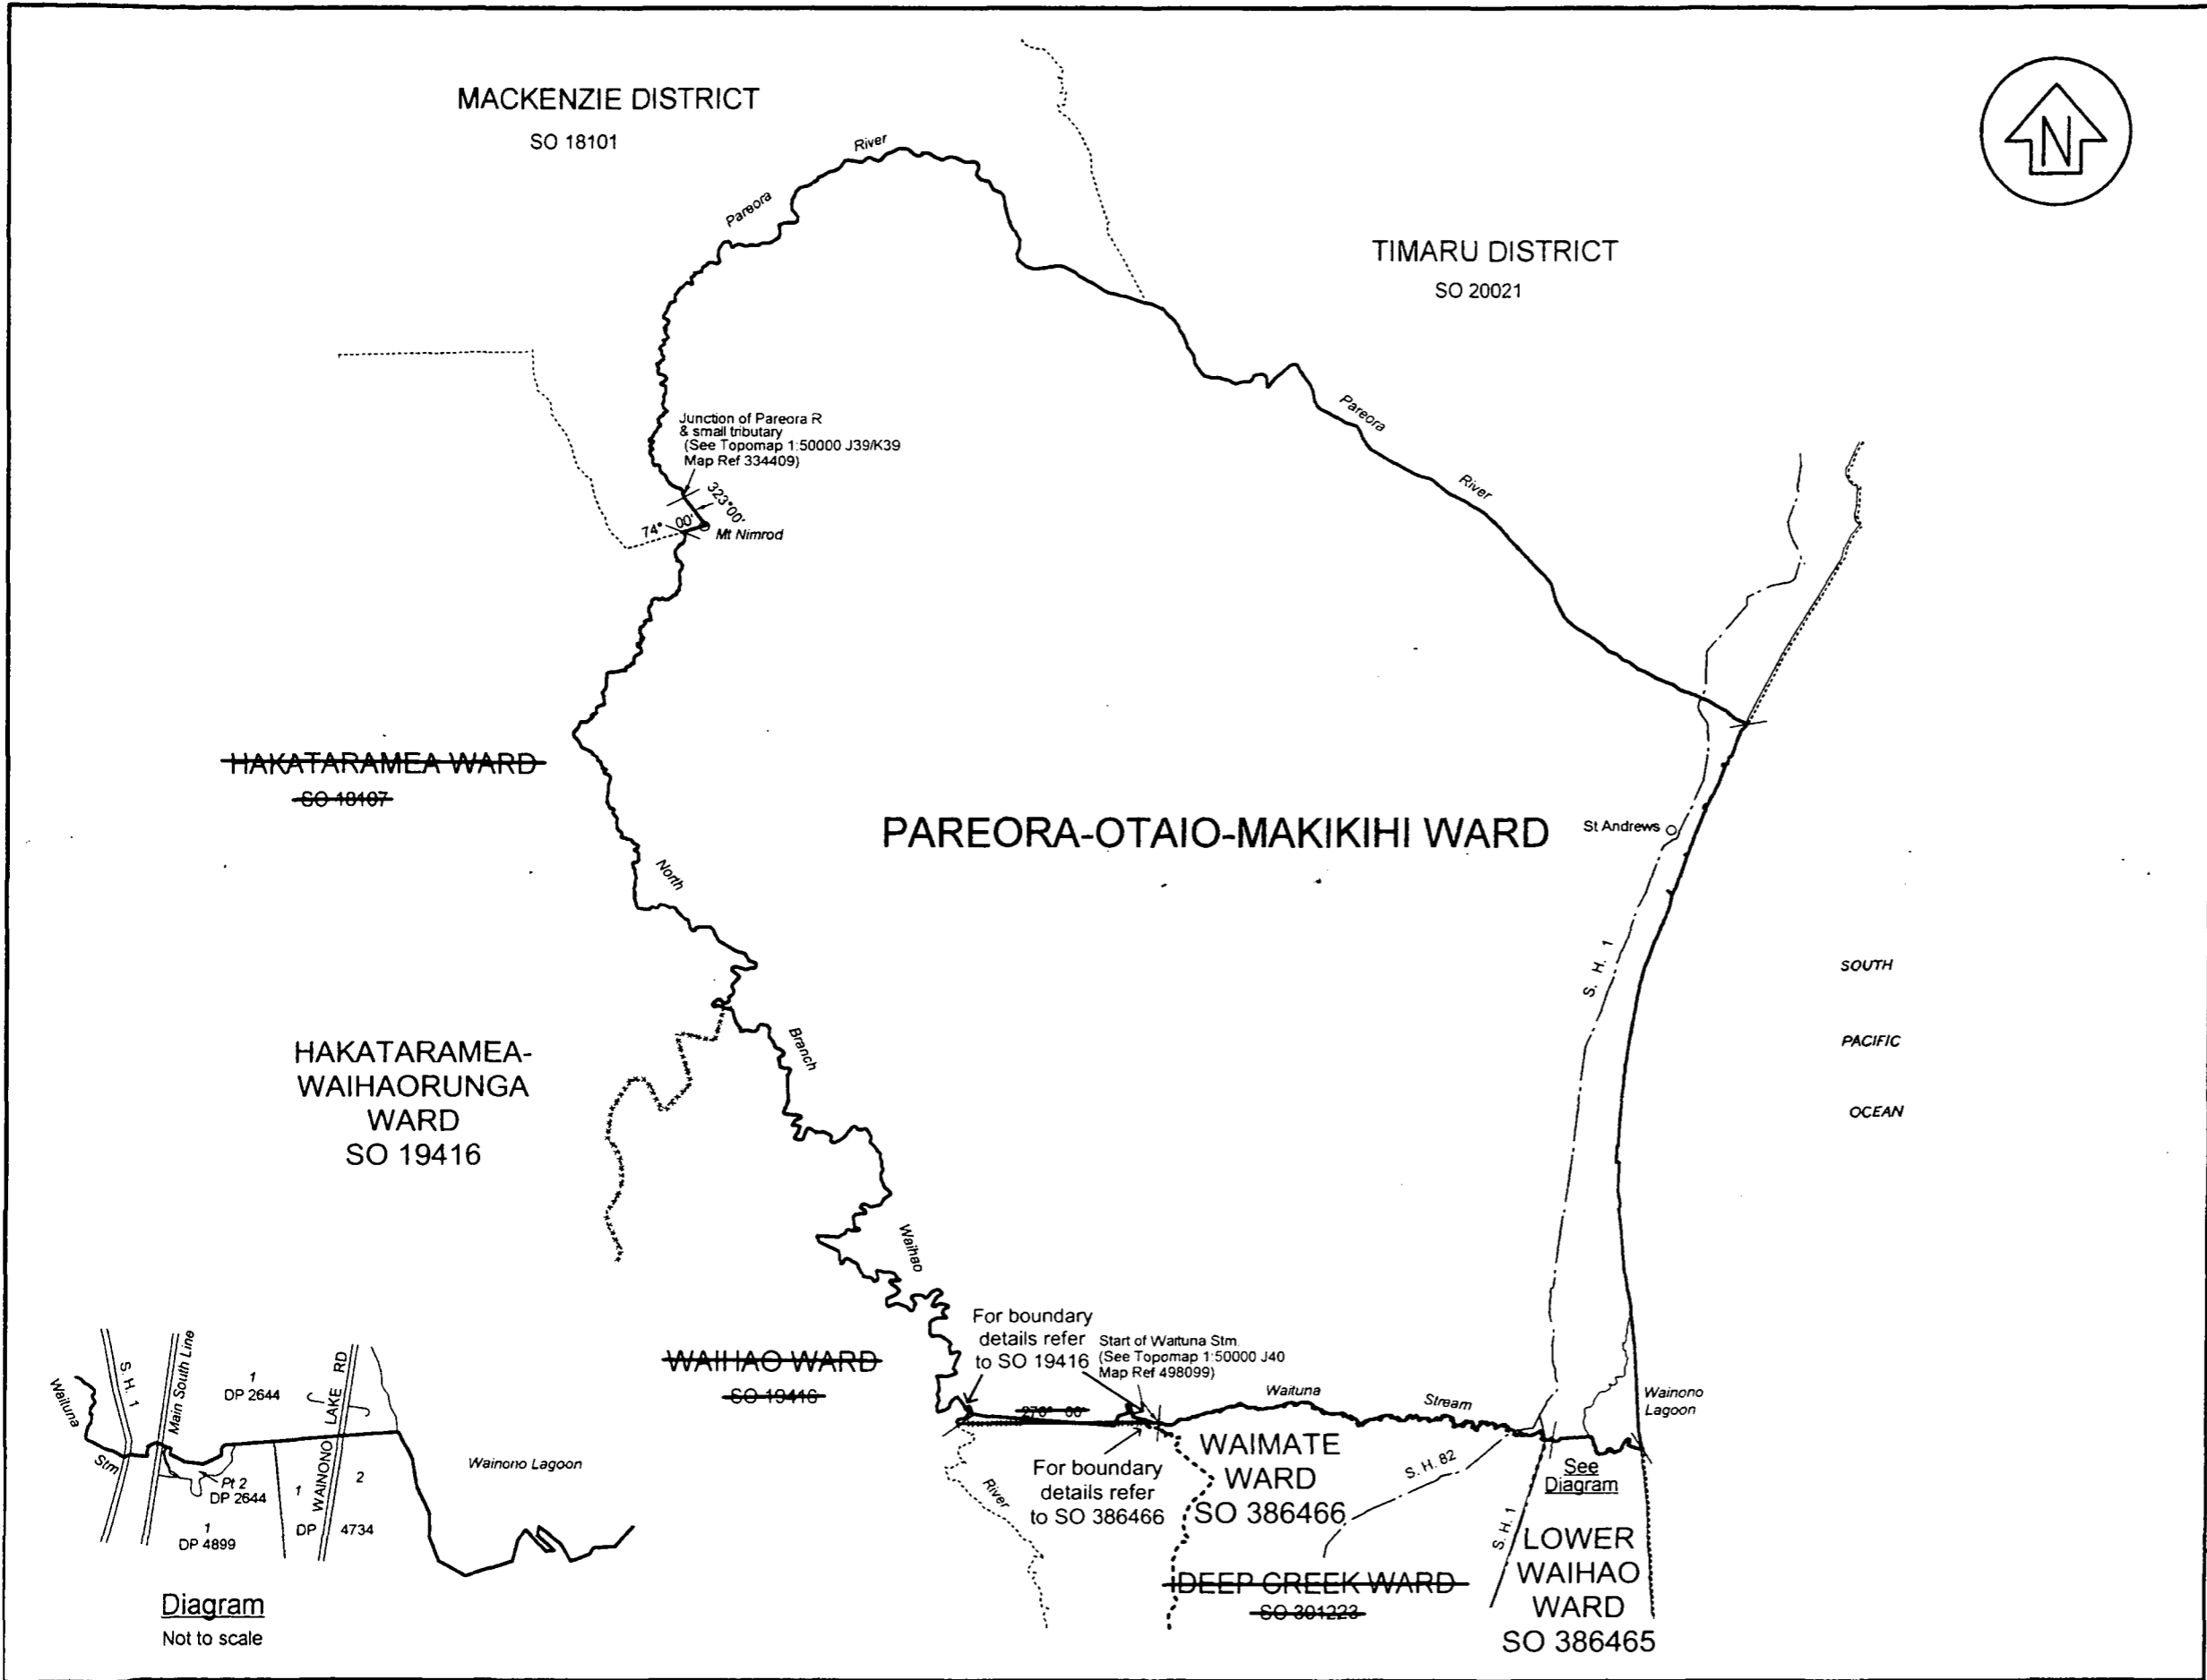 MACKENZIE DISTRICT
SO 18101
N
River
Pareora
TIMARU DISTRICT
SO 20021
Junction of Pareora R
& small tributary
(See Topomap 1:50000 J39/K39
Map Ref 334409)
323°00'
74° 00'
Mt Nimrod
Pareora
River
HAKATARAMEA WARD
SO 18107
PAREORA-OTAIO-MAKIKIHI WARD
St Andrews
North
S. H. 1
SOUTH
PACIFIC
OCEAN
Branch
HAKATARAMEA-
WAIHAORUNGA
WARD
SO 19416
Waihao
For boundary
details refer
to SO 19416
Start of Waituna Stm.
(See Topomap 1:50000 J40
Map Ref 498099)
WAIHAO WARD
SO 19416
Waituna
Stream
Wainono
Lagoon
WAIMATE
WARD
SO 386466
For boundary
details refer
to SO 386466
River
S. H. 82
See
Diagram
S. H. 1
LOWER
WAIHAO
WARD
SO 386465
DEEP CREEK WARD
SO 301223
S. H. 1
Main South Line
1
DP 2644
LAKE RD
Waituna
Stm
Pt 2
DP 2644
1
WAINONO
2
Wainono Lagoon
1
DP 4899
DP 4734
Diagram
Not to scale